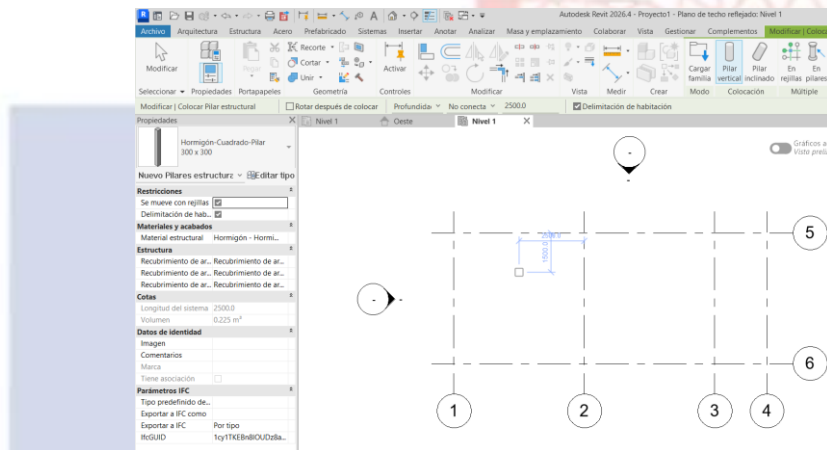 Autodesk Revit 2026.4 - Proyecto1 - Plano de techo reflejado: Nivel 1
Archivo Arquitectura Estructura Acero Prefabricado Sistemas Insertar Anotar Analizar Masa y emplazamiento Colaborar Vista Gestionar Complementos Modificar | Coloca
Modificar
Pegar
Recorte
Cortar
Unir
Activar
Cargar familia
Pilar vertical
Pilar inclinado
En rejillas
En pilares
Seleccionar Propiedades Portapapeles Geometría Controles Modificar Vista Medir Crear Modo Colocación Múltiple
Modificar | Colocar Pilar estructural Rotar después de colocar Profundida No conecta 2500.0 Delimitación de habitación
Propiedades
Nivel 1 Oeste Nivel 1
Hormigón-Cuadrado-Pilar
300 x 300
Nuevo Pilares estructura Editar tipo
Restricciones
Se mueve con rejillas
Delimitación de hab...
Materiales y acabados
Material estructural Hormigón - Hormi...
Estructura
Recubrimiento de ar... Recubrimiento de ar...
Recubrimiento de ar... Recubrimiento de ar...
Recubrimiento de ar... Recubrimiento de ar...
Cotas
Longitud del sistema 2500.0
Volumen 0.225 m³
Datos de identidad
Imagen
Comentarios
Marca
Tiene asociación
Parámetros IFC
Tipo predefinido de...
Exportar a IFC como
Exportar a IFC Por tipo
IfcGUID
Gráficos a
Vista preli
1500.0
5
6
1 2 3 4